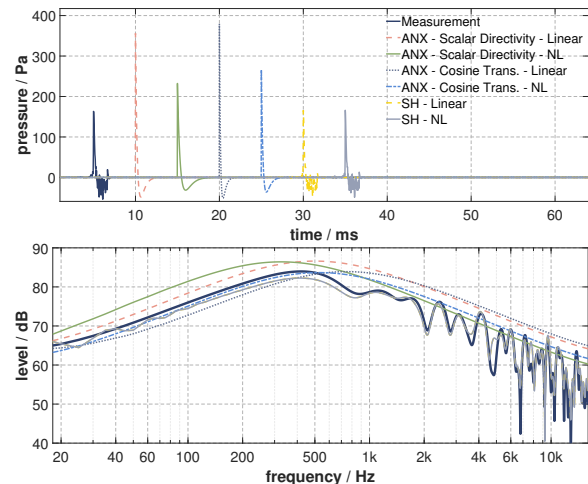 pressure / Pa
400
300
200
100
0
Measurement
ANX - Scalar Directivity - Linear
ANX - Scalar Directivity - NL
ANX - Cosine Trans. - Linear
ANX - Cosine Trans. - NL
SH - Linear
SH - NL
10 20 30 40 50 60
time / ms
level / dB
90
80
70
60
50
40
20 40 60 100 200 400 500 1k 2k 4k 6k 10k
frequency / Hz